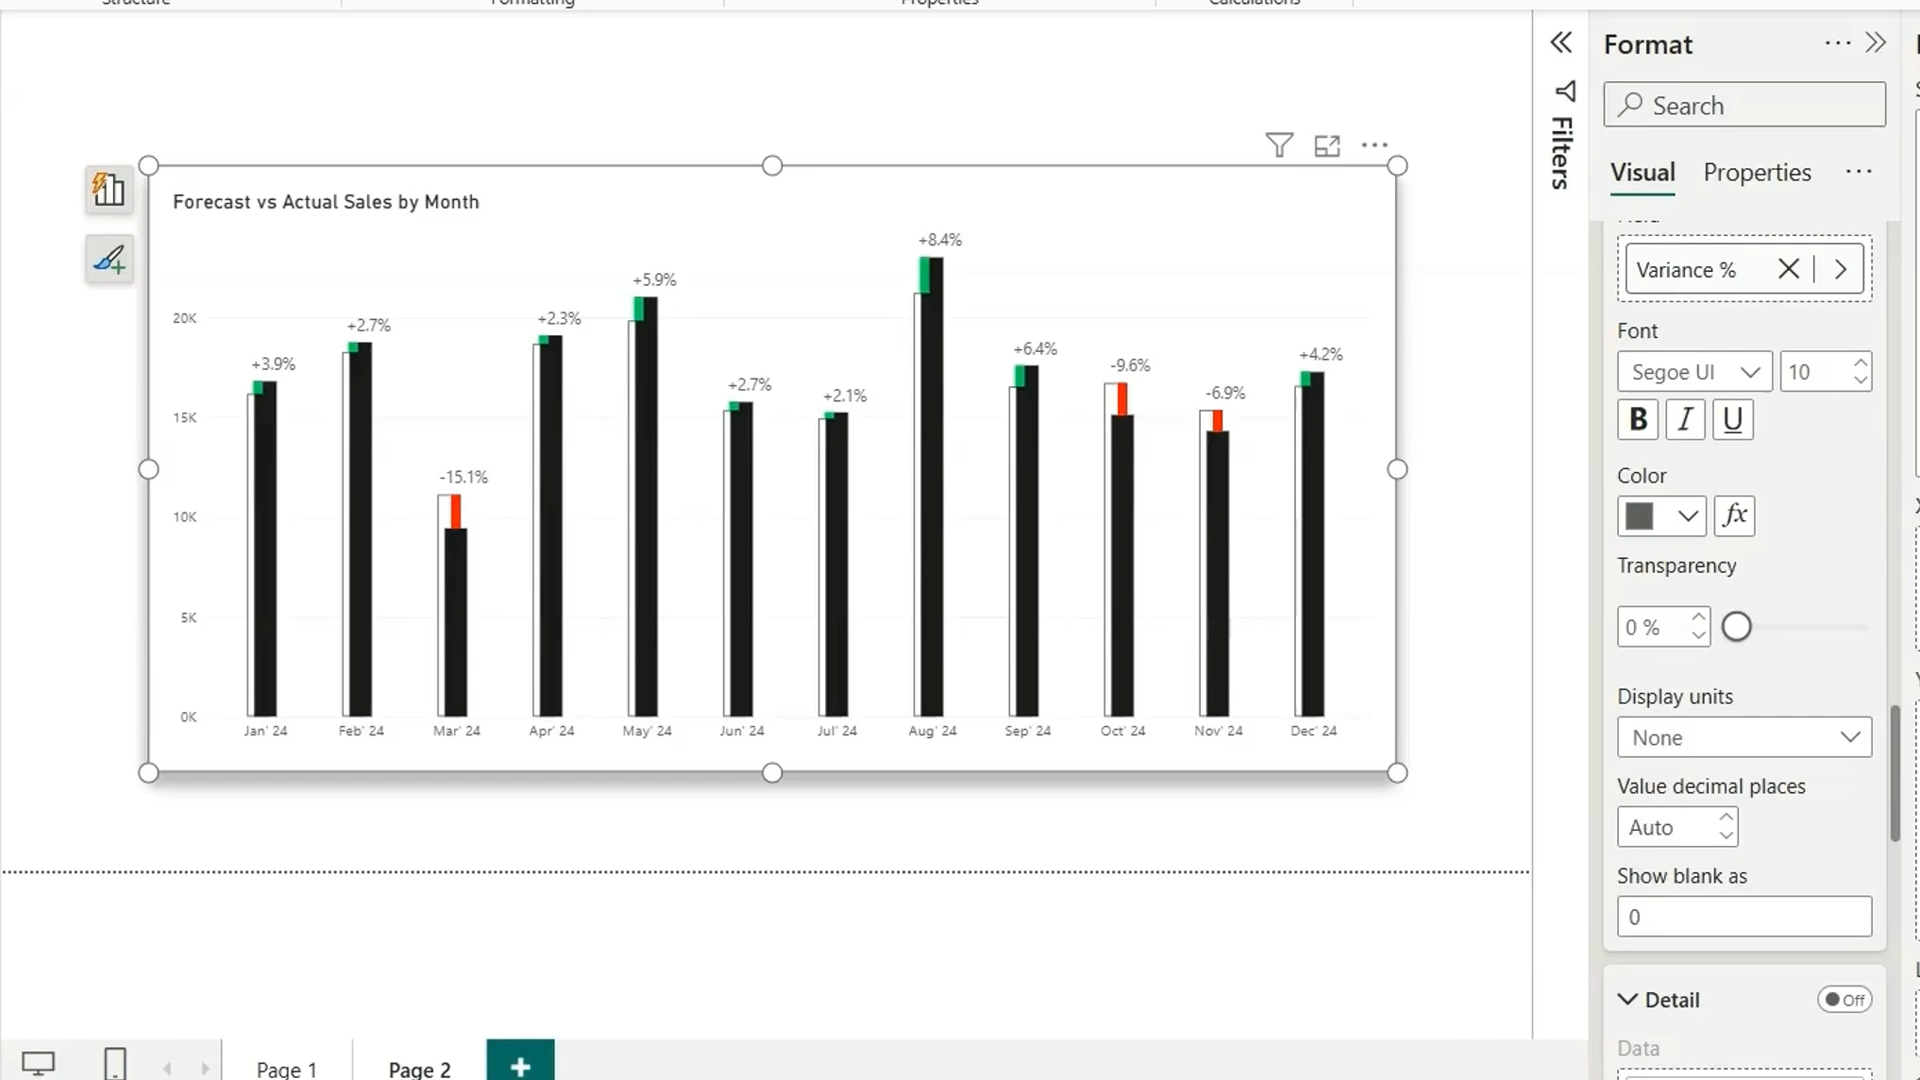 Structure
Formatting
Properties
Calculations
Format
Search
Filters
Visual
Properties
Forecast vs Actual Sales by Month
+8.4%
Variance %
+5.9%
20K
+2.7%
+2.3%
Font
+3.9%
+6.4%
-9.6%
+4.2%
Segoe UI
10
+2.7%
+2.1%
-6.9%
15K
B
I
U
-15.1%
Color
10K
fx
Transparency
5K
0 %
Display units
0K
Jan' 24
Feb' 24
Mar' 24
Apr' 24
May' 24
Jun' 24
Jul' 24
Aug' 24
Sep' 24
Oct' 24
Nov' 24
Dec' 24
None
Value decimal places
Auto
Show blank as
0
Detail
Off
Data
Page 1
Page 2